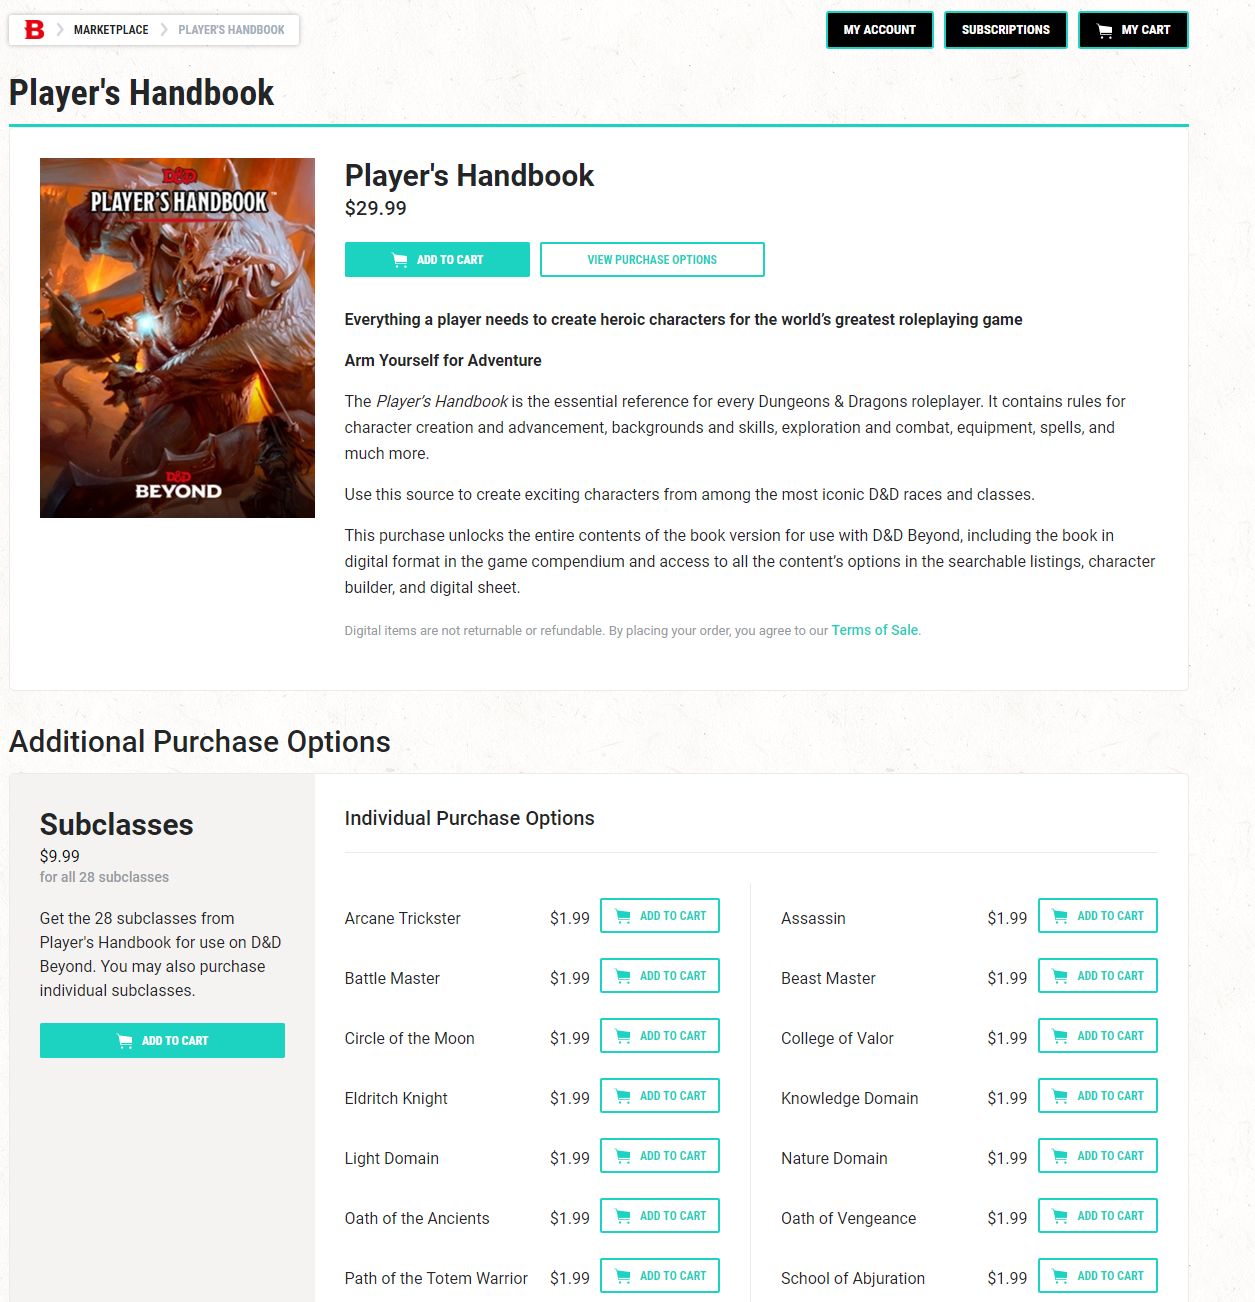 B MARKETPLACE PLAYER'S HANDBOOK MY ACCOUNT SUBSCRIPTIONS MY CART
Player's Handbook
D&D
PLAYER'S HANDBOOK™
D&D
BEYOND
Player's Handbook
$29.99
ADD TO CART VIEW PURCHASE OPTIONS
Everything a player needs to create heroic characters for the world’s greatest roleplaying game
Arm Yourself for Adventure
The Player’s Handbook is the essential reference for every Dungeons & Dragons roleplayer. It contains rules for
character creation and advancement, backgrounds and skills, exploration and combat, equipment, spells, and
much more.
Use this source to create exciting characters from among the most iconic D&D races and classes.
This purchase unlocks the entire contents of the book version for use with D&D Beyond, including the book in
digital format in the game compendium and access to all the content’s options in the searchable listings, character
builder, and digital sheet.
Digital items are not returnable or refundable. By placing your order, you agree to our Terms of Sale.
Additional Purchase Options
Subclasses
$9.99
for all 28 subclasses
Get the 28 subclasses from
Player's Handbook for use on D&D
Beyond. You may also purchase
individual subclasses.
ADD TO CART
Individual Purchase Options
Arcane Trickster $1.99 ADD TO CART Assassin $1.99 ADD TO CART
Battle Master $1.99 ADD TO CART Beast Master $1.99 ADD TO CART
Circle of the Moon $1.99 ADD TO CART College of Valor $1.99 ADD TO CART
Eldritch Knight $1.99 ADD TO CART Knowledge Domain $1.99 ADD TO CART
Light Domain $1.99 ADD TO CART Nature Domain $1.99 ADD TO CART
Oath of the Ancients $1.99 ADD TO CART Oath of Vengeance $1.99 ADD TO CART
Path of the Totem Warrior $1.99 ADD TO CART School of Abjuration $1.99 ADD TO CART